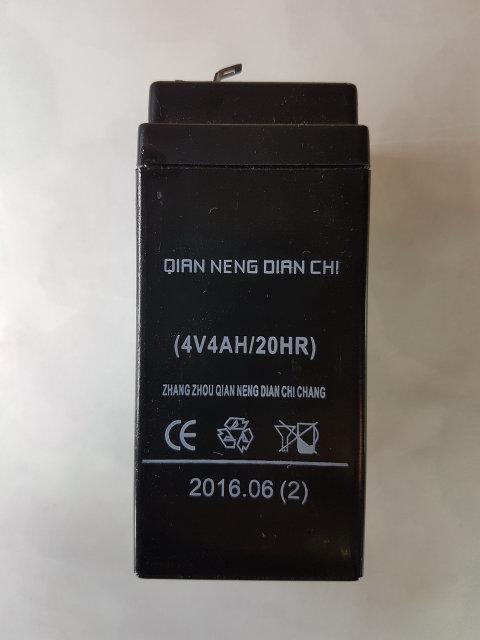 QIAN NENG DIAN CHI
(4V4AH/20HR)
ZHANG ZHOU QIAN NENG DIAN CHI CHANG
CE
2016.06 (2)